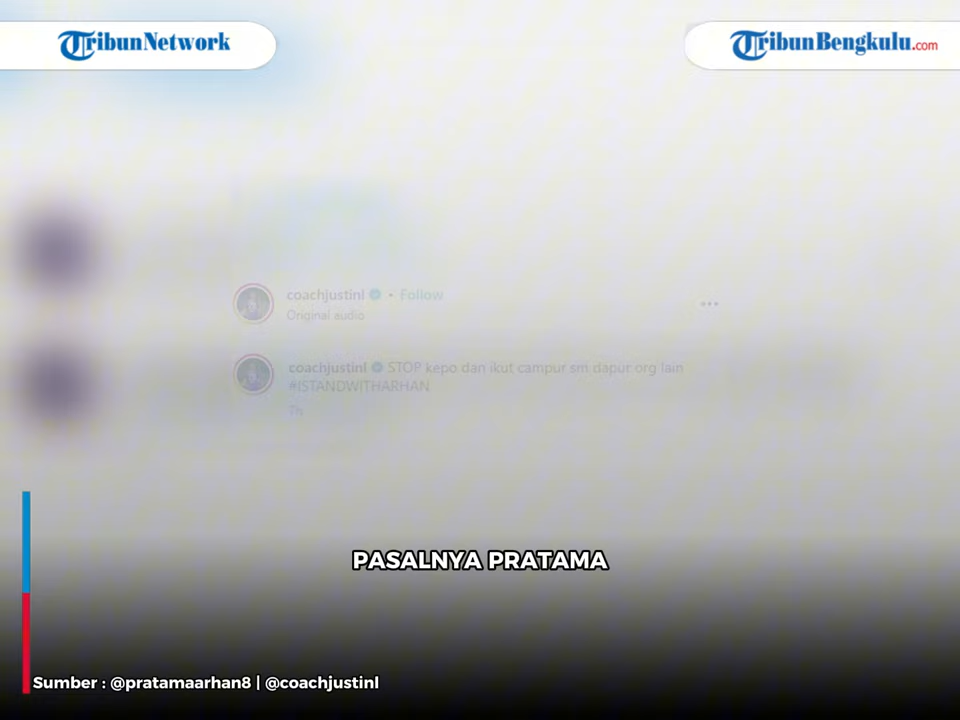 TribunNetwork
TribunBengkulu.com
coachjustinl • Follow
Original audio
coachjustinl STOP kepo dan ikut campur sm dapur org lain
#ISTANDWITHARHAN
7h
PASALNYA PRATAMA
Sumber : @pratamaarhan8 | @coachjustinl